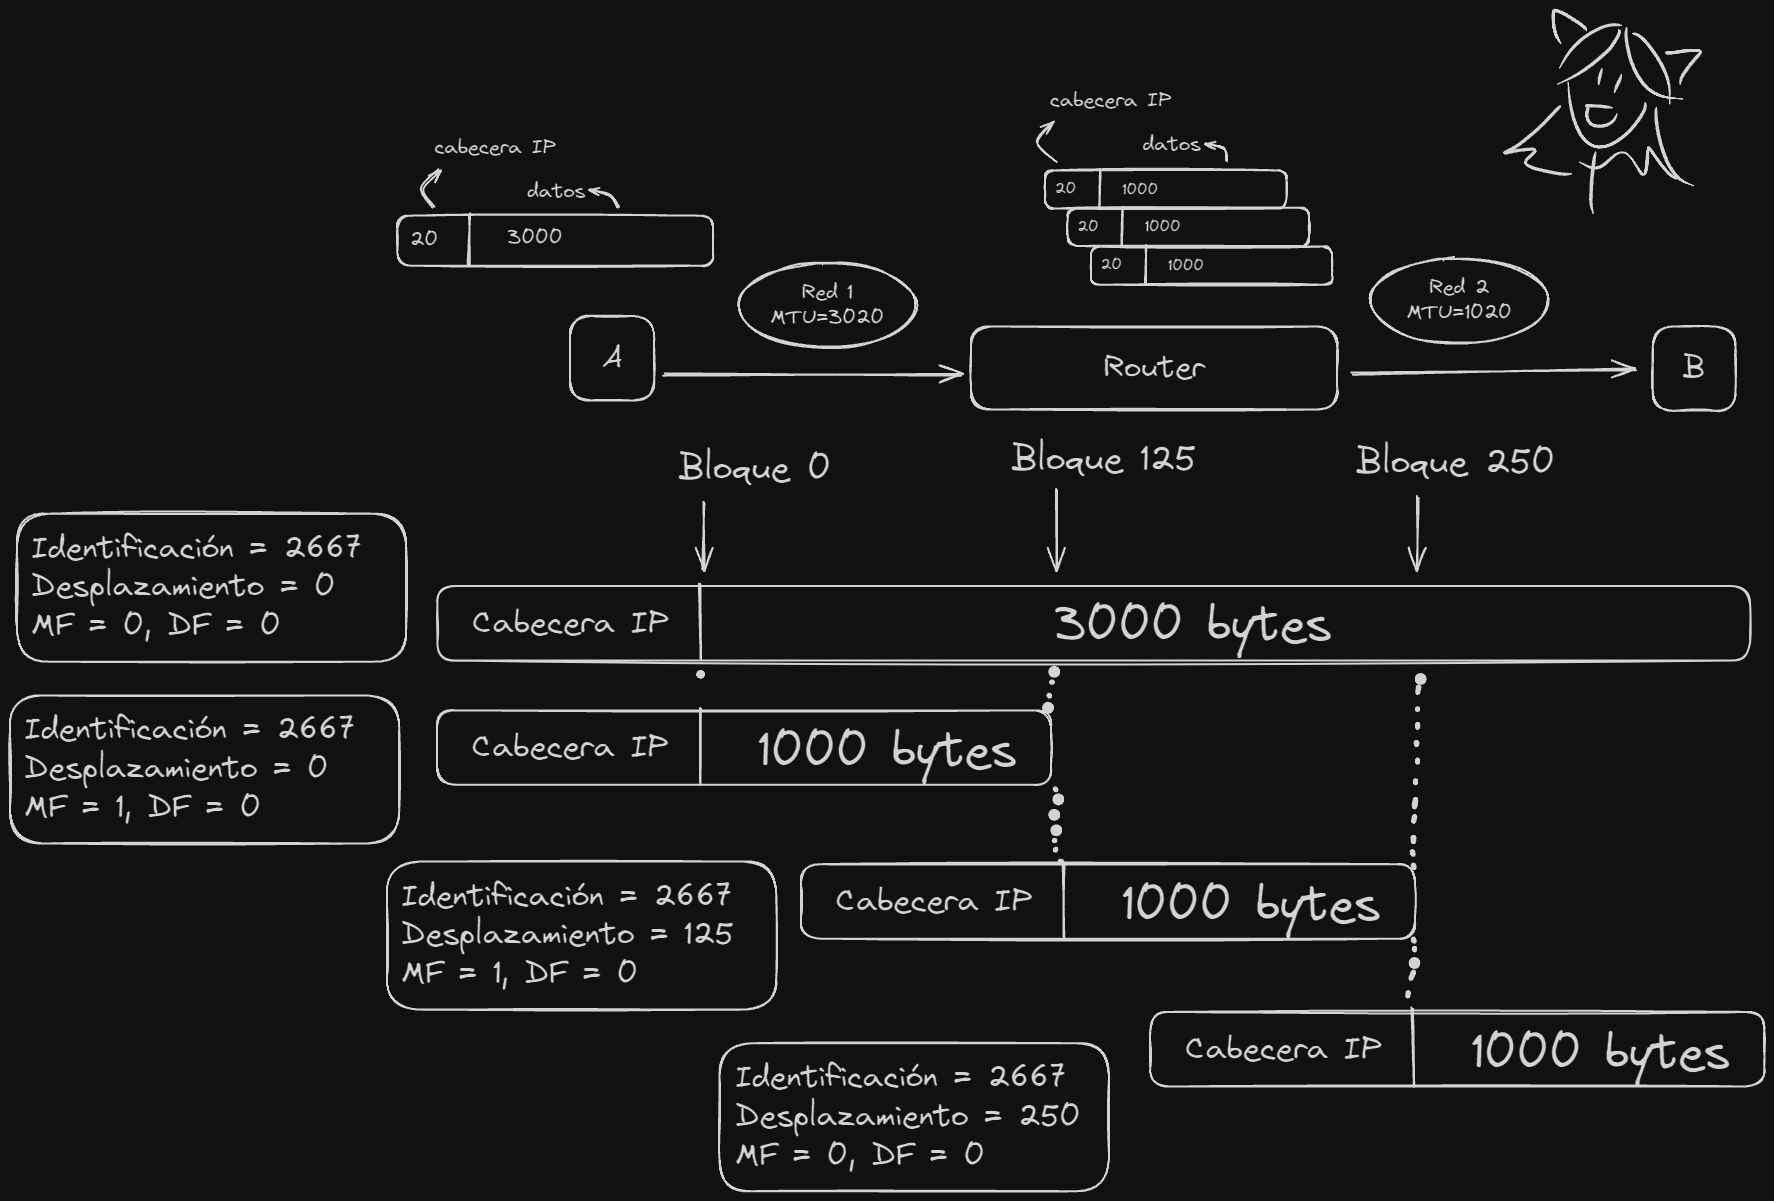 cabecera IP
datos
20 3000
cabecera IP
datos
20 1000
20 1000
20 1000
Red 1
MTU=3020
Red 2
MTU=1020
A
Router
B
Bloque 0
Bloque 125
Bloque 250
Identificación = 2667
Desplazamiento = 0
MF = 0, DF = 0
Cabecera IP 3000 bytes
Identificación = 2667
Desplazamiento = 0
MF = 1, DF = 0
Cabecera IP 1000 bytes
Identificación = 2667
Desplazamiento = 125
MF = 1, DF = 0
Cabecera IP 1000 bytes
Identificación = 2667
Desplazamiento = 250
MF = 0, DF = 0
Cabecera IP 1000 bytes